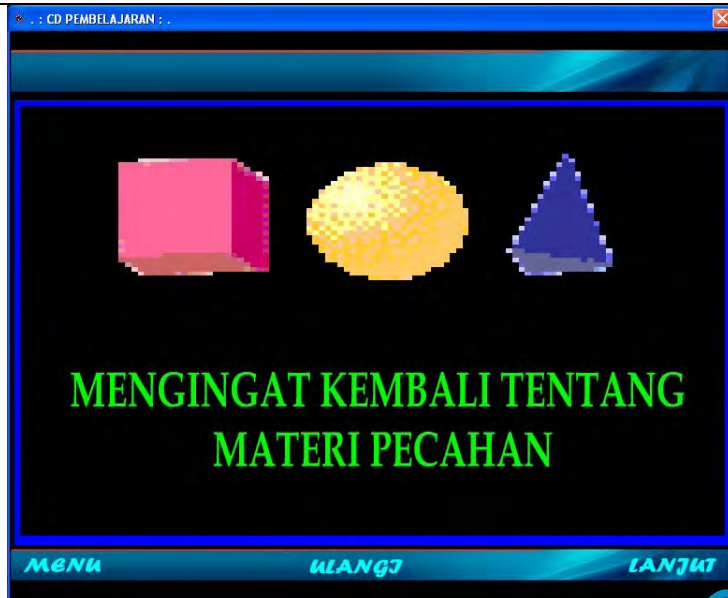 . : CD PEMBELAJARAN : .
MENGINGAT KEMBALI TENTANG
MATERI PECAHAN
MENU ULANGI LANJUT